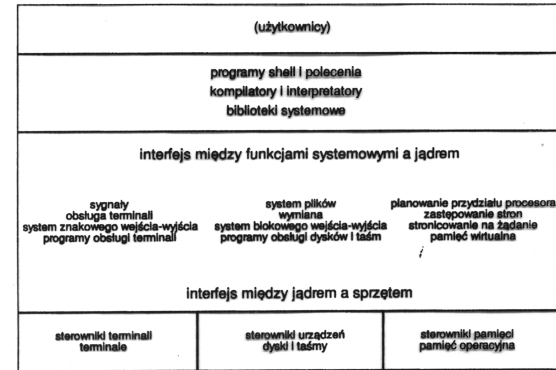 (użytkownicy)
programy shell i polecenia
kompilatory i interpretatory
biblioteki systemowe
interfejs między funkcjami systemowymi a jądrem
sygnały
obsługa terminali
system znakowego wejścia-wyjścia
programy obsługi terminali
system plików
wymiana
system blokowego wejścia-wyjścia
programy obsługi dysków i taśm
planowanie przydziału procesora
zastępowanie stron
stronicowanie na żądanie
pamięć wirtualna
interfejs między jądrem a sprzętem
sterowniki terminali
terminale
sterowniki urządzeń
dyski i taśmy
sterowniki pamięci
pamięć operacyjna